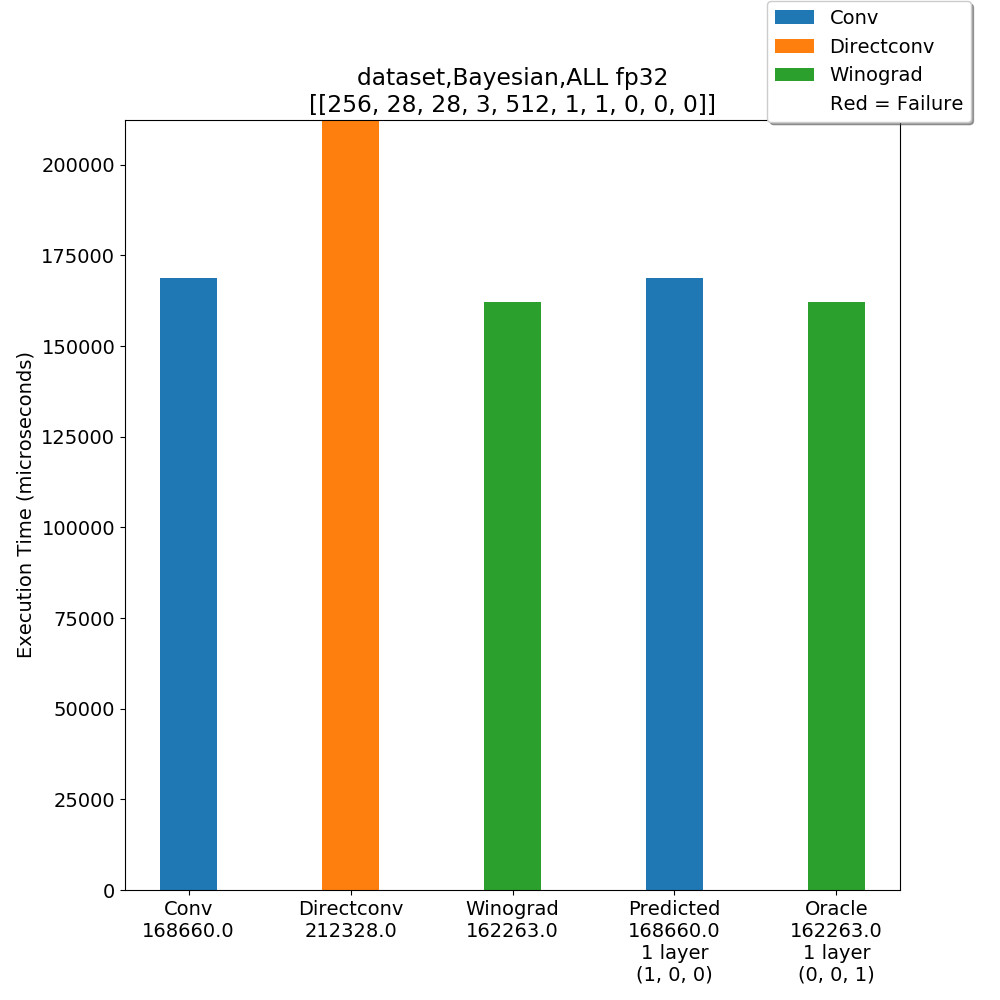 Conv
Directconv
Winograd
Red = Failure
dataset,Bayesian,ALL fp32
[[256, 28, 28, 3, 512, 1, 1, 0, 0, 0]]
Execution Time (microseconds)
200000
175000
150000
125000
100000
75000
50000
25000
0
Conv
168660.0
Directconv
212328.0
Winograd
162263.0
Predicted
168660.0
1 layer
(1, 0, 0)
Oracle
162263.0
1 layer
(0, 0, 1)